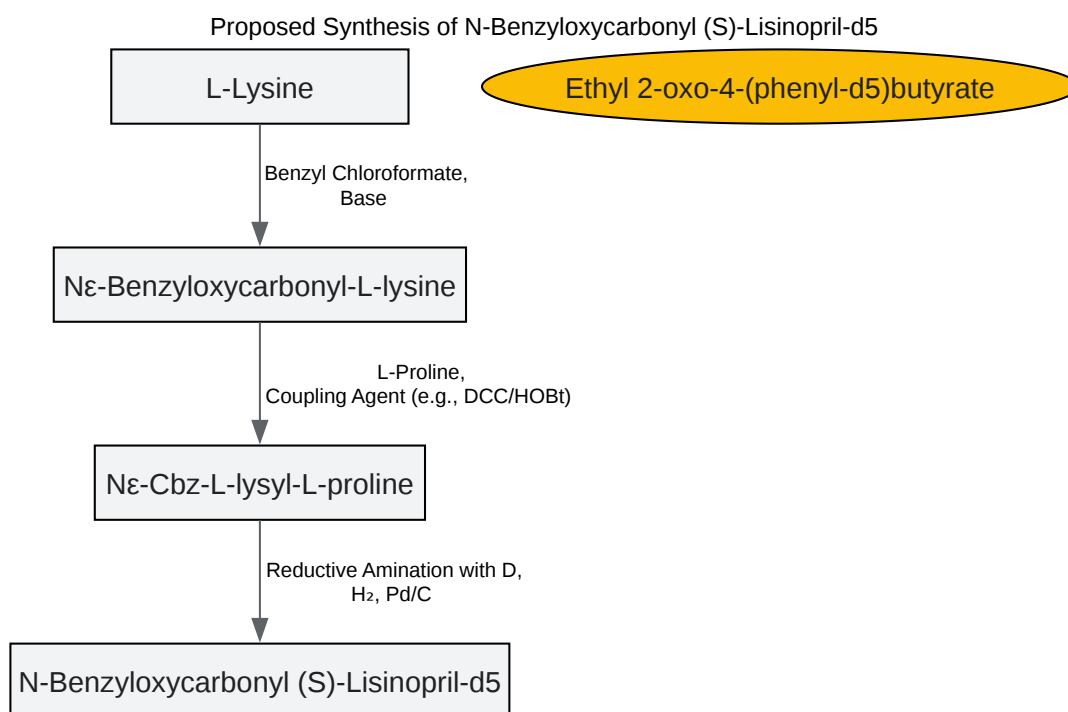 Proposed Synthesis of N-Benzyloxycarbonyl (S)-Lisinopril-d5
L-Lysine
Ethyl 2-oxo-4-(phenyl-d5)butyrate
Benzyl Chloroformate,
Base
Nε-Benzyloxycarbonyl-L-lysine
L-Proline,
Coupling Agent (e.g., DCC/HOBt)
Nε-Cbz-L-lysyl-L-proline
Reductive Amination with D,
H₂, Pd/C
N-Benzyloxycarbonyl (S)-Lisinopril-d5